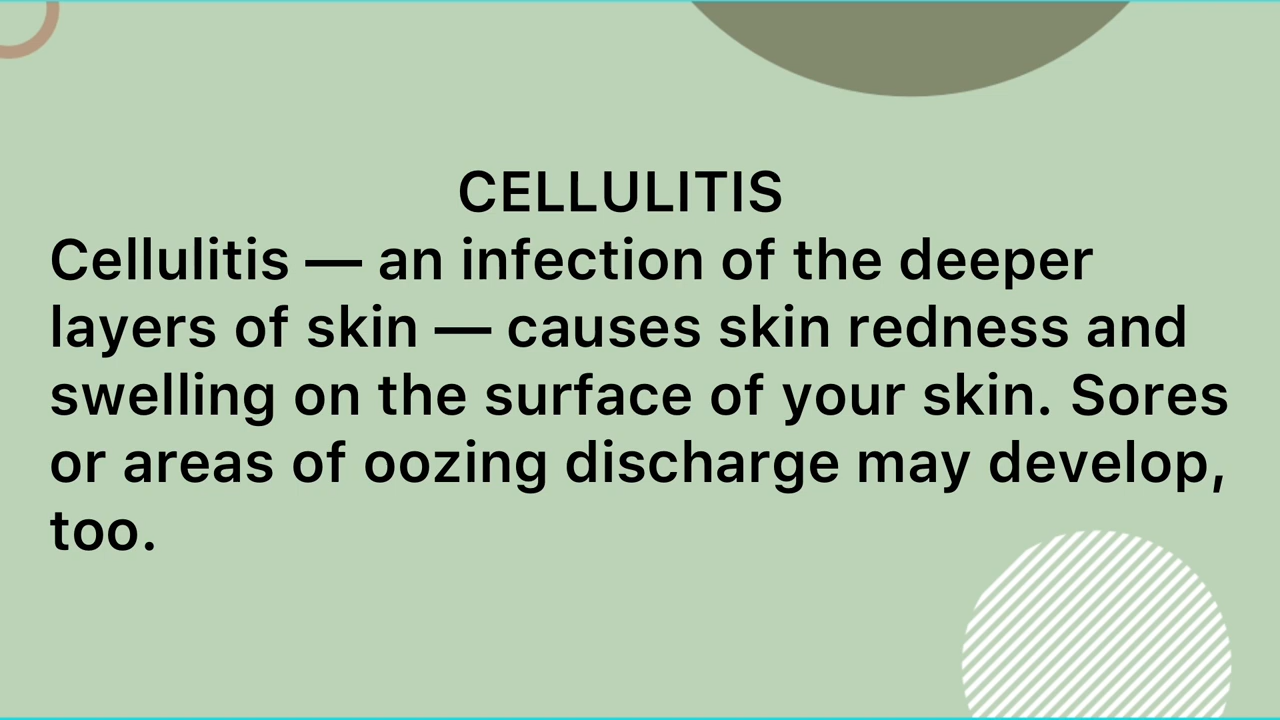 CELLULITIS
Cellulitis — an infection of the deeper
layers of skin — causes skin redness and
swelling on the surface of your skin. Sores
or areas of oozing discharge may develop,
too.